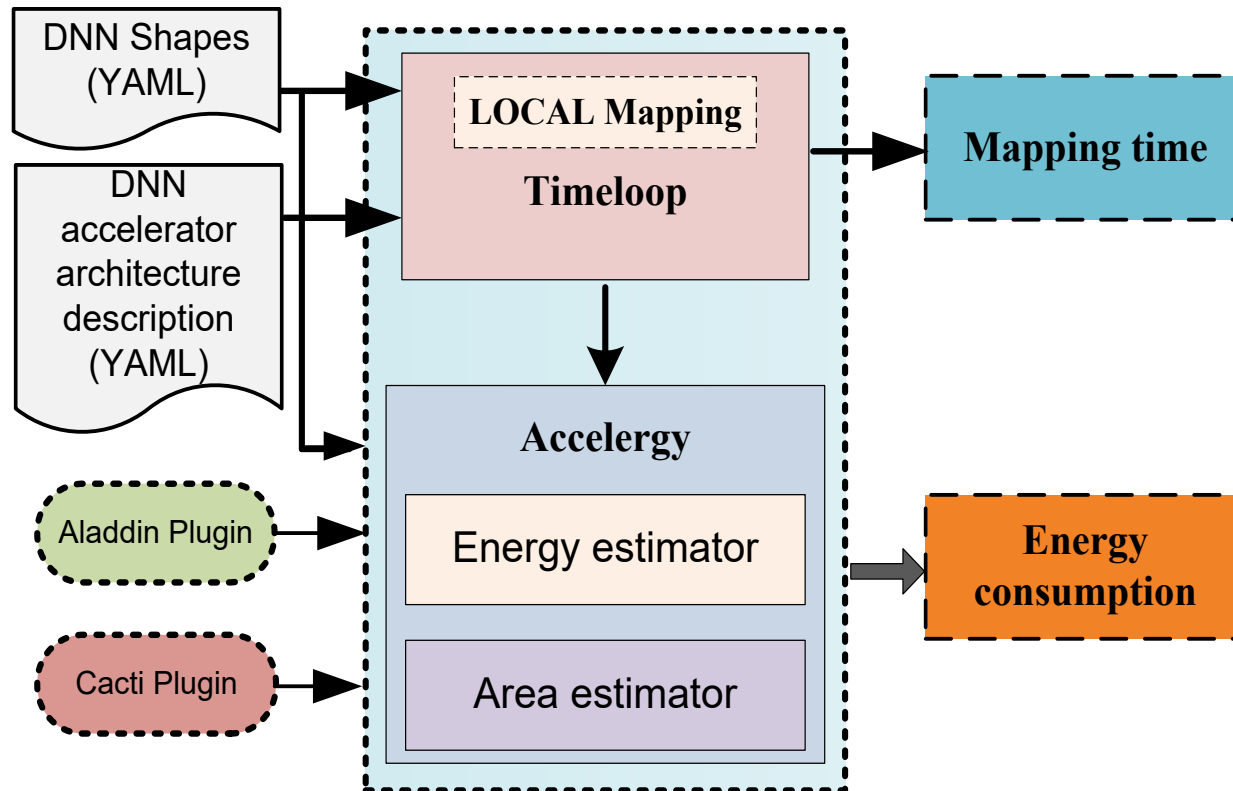 DNN Shapes
(YAML)
DNN
accelerator
architecture
description
(YAML)
Aladdin Plugin
Cacti Plugin
LOCAL Mapping
Timeloop
Accelergy
Energy estimator
Area estimator
Mapping time
Energy
consumption